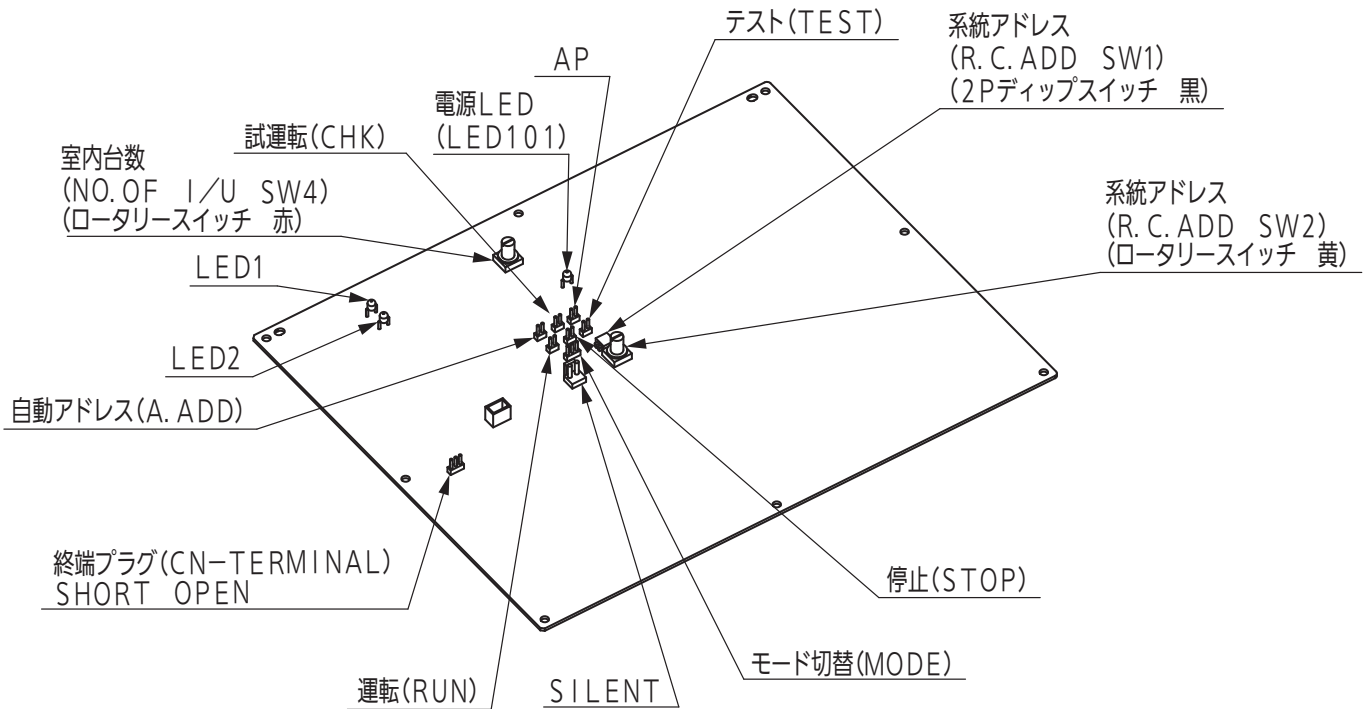 テスト(TEST)
系統アドレス
(R.C.ADD SW1)
(2Pディップスイッチ 黒)
AP
電源LED
(LED101)
試運転(CHK)
室内台数
(NO.OF I/U SW4)
(ロータリースイッチ 赤)
系統アドレス
(R.C.ADD SW2)
(ロータリースイッチ 黄)
LED1
LED2
自動アドレス(A.ADD)
終端プラグ(CN-TERMINAL)
SHORT OPEN
停止(STOP)
モード切替(MODE)
運転(RUN)
SILENT